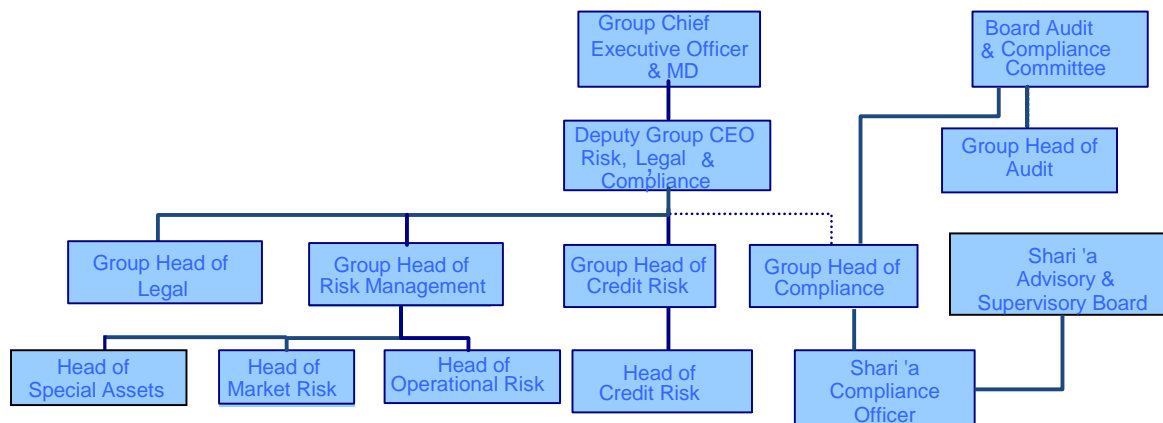 Group Chief
Executive Officer
& MD
Board Audit
& Compliance
Committee
Deputy Group CEO
Risk, Legal &
Compliance
Group Head of
Audit
Group Head of
Legal
Group Head of
Risk Management
Group Head of
Credit Risk
Group Head of
Compliance
Shari 'a
Advisory &
Supervisory Board
Head of
Special Assets
Head of
Market Risk
Head of
Operational Risk
Head of
Credit Risk
Shari 'a
Compliance
Officer